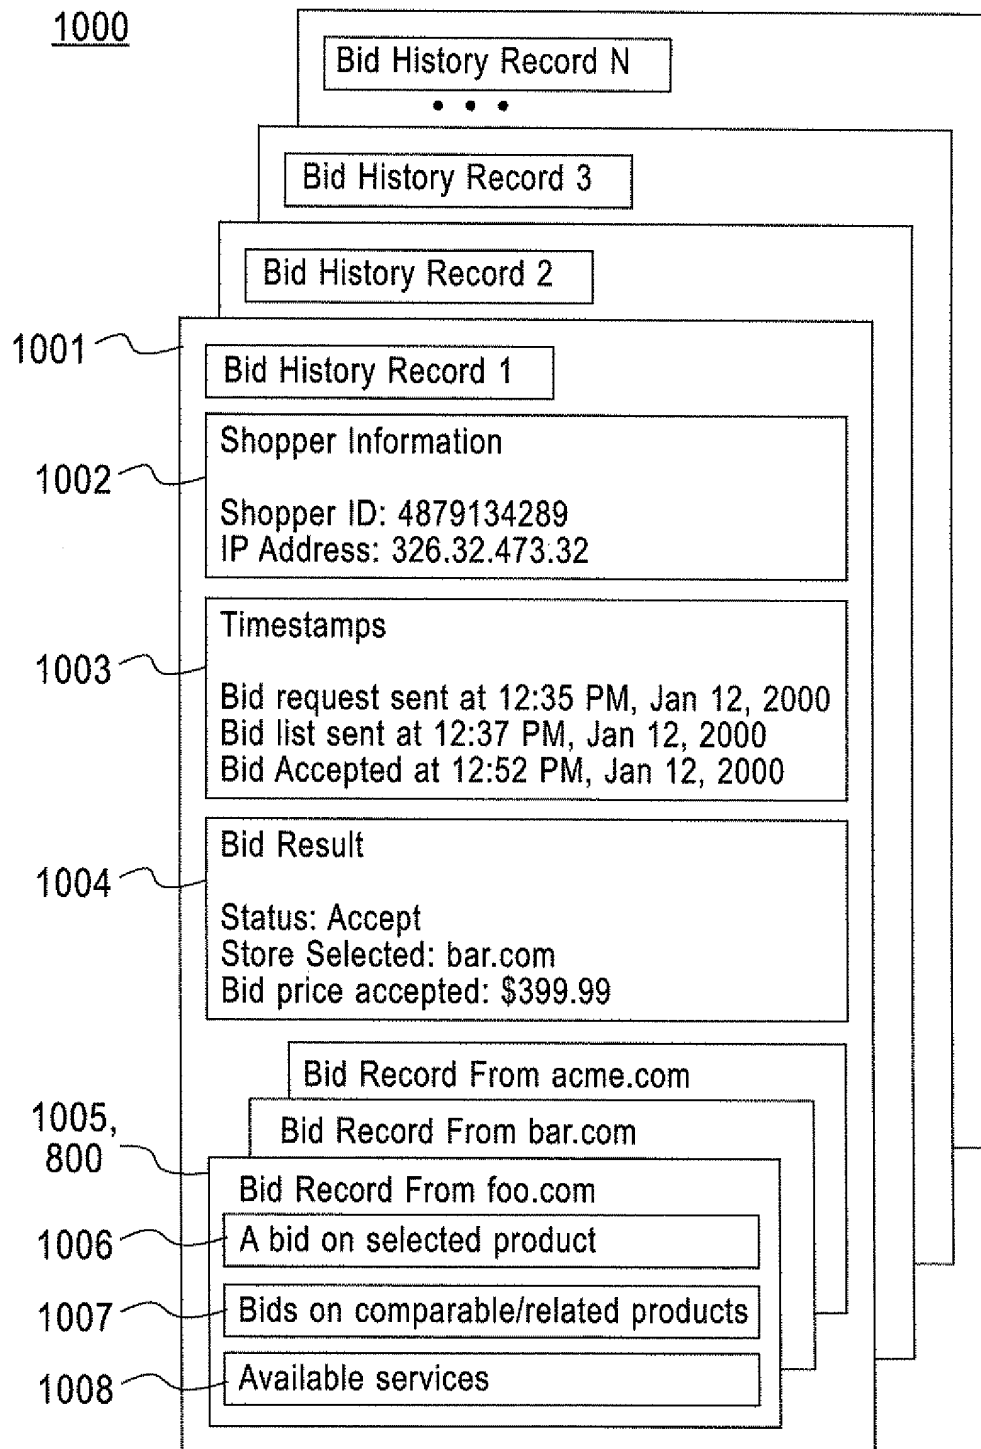 1000
Bid History Record N
• • •
Bid History Record 3
Bid History Record 2
1001
Bid History Record 1
1002
Shopper Information
Shopper ID: 4879134289
IP Address: 326.32.473.32
1003
Timestamps
Bid request sent at 12:35 PM, Jan 12, 2000
Bid list sent at 12:37 PM, Jan 12, 2000
Bid Accepted at 12:52 PM, Jan 12, 2000
1004
Bid Result
Status: Accept
Store Selected: bar.com
Bid price accepted: $399.99
Bid Record From acme.com
Bid Record From bar.com
1005,
800
Bid Record From foo.com
1006
A bid on selected product
1007
Bids on comparable/related products
1008
Available services